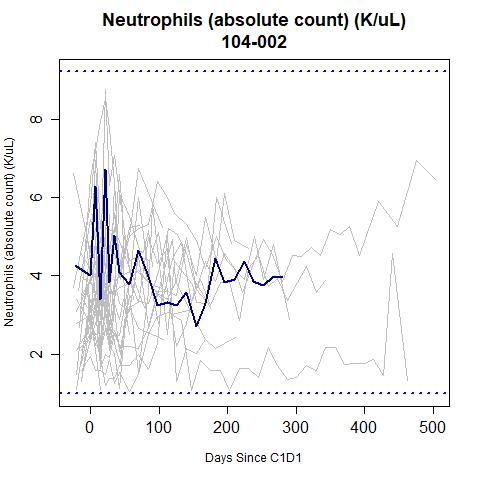 Neutrophils (absolute count) (K/uL)
104-002
Neutrophils (absolute count) (K/uL)
8
6
4
2
0 100 200 300 400 500
Days Since C1D1